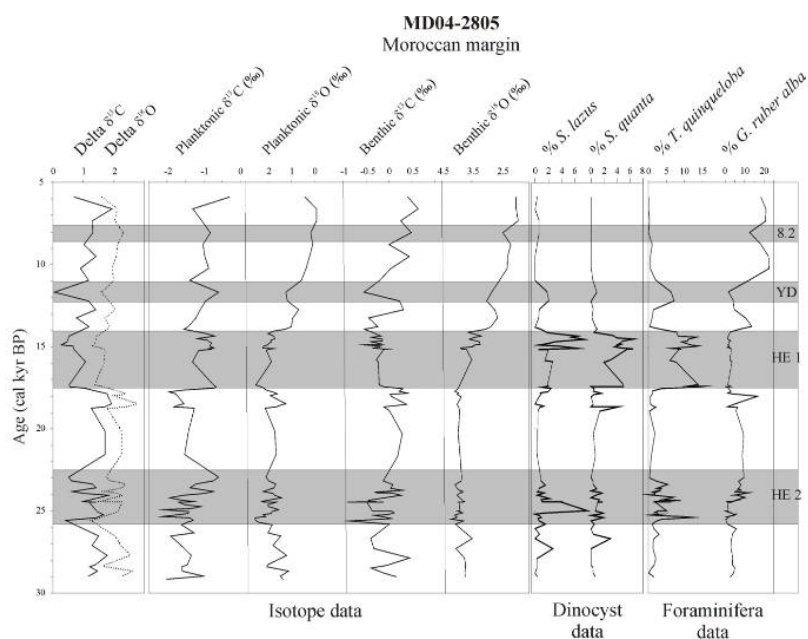 MD04-2805
Moroccan margin
Delta δ¹³C
Delta δ¹⁸O
Planktonic δ¹³C (‰)
Planktonic δ¹⁸O (‰)
Benthic δ¹³C (‰)
Benthic δ¹⁸O (‰)
% S. lazus
% S. quanta
% T. quinqueloba
% G. ruber alba
0 1 2
-2 -1
2 1 0
-1 -0.5 0 0.5
4.5 3.5 2.5
0 2 4 6 8
0 2 4 6 8
0 5 10 15
0 10 20
5
8.2
10
YD
15
HE 1
20
25
HE 2
30
Age (cal kyr BP)
Isotope data
Dinocyst
data
Foraminifera
data